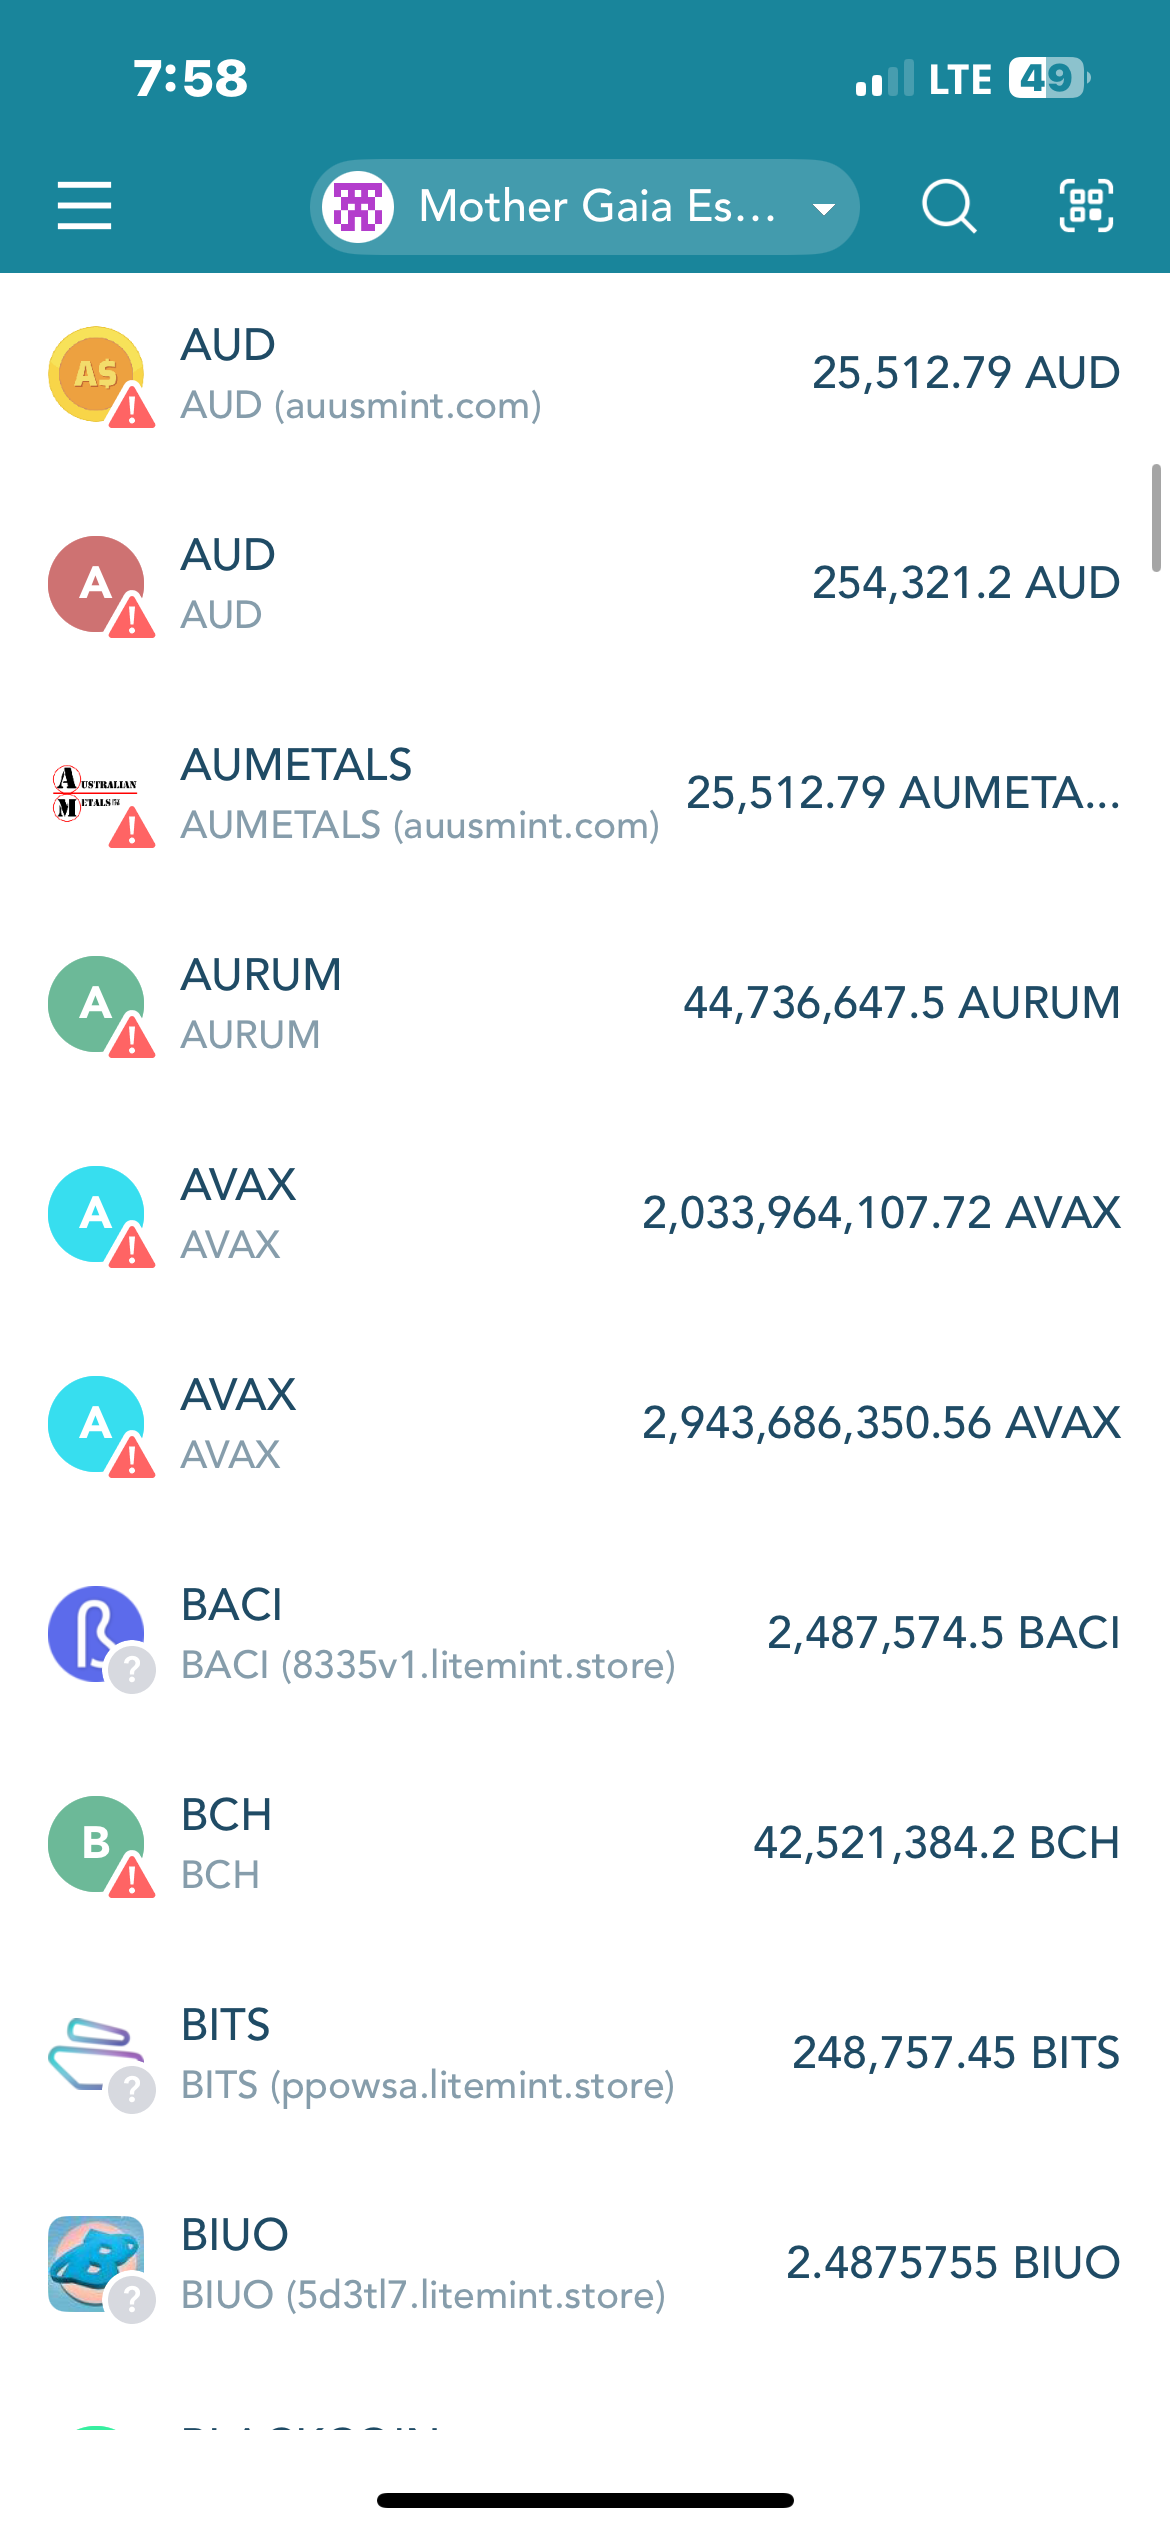 7:58
LTE 49
Mother Gaia Es...
AUD
AUD (auusmint.com)
25,512.79 AUD
A$
AUD
AUD
254,321.2 AUD
A
AUMETALS
AUMETALS (auusmint.com)
25,512.79 AUMETA...
AUSTRALIAN
METALS
AURUM
AURUM
44,736,647.5 AURUM
A
AVAX
AVAX
2,033,964,107.72 AVAX
A
AVAX
AVAX
2,943,686,350.56 AVAX
A
BACI
BACI (8335v1.litemint.store)
2,487,574.5 BACI
?
BCH
BCH
42,521,384.2 BCH
B
BITS
BITS (ppowsa.litemint.store)
248,757.45 BITS
?
BIUO
BIUO (5d3tl7.litemint.store)
2.4875755 BIUO
B
?